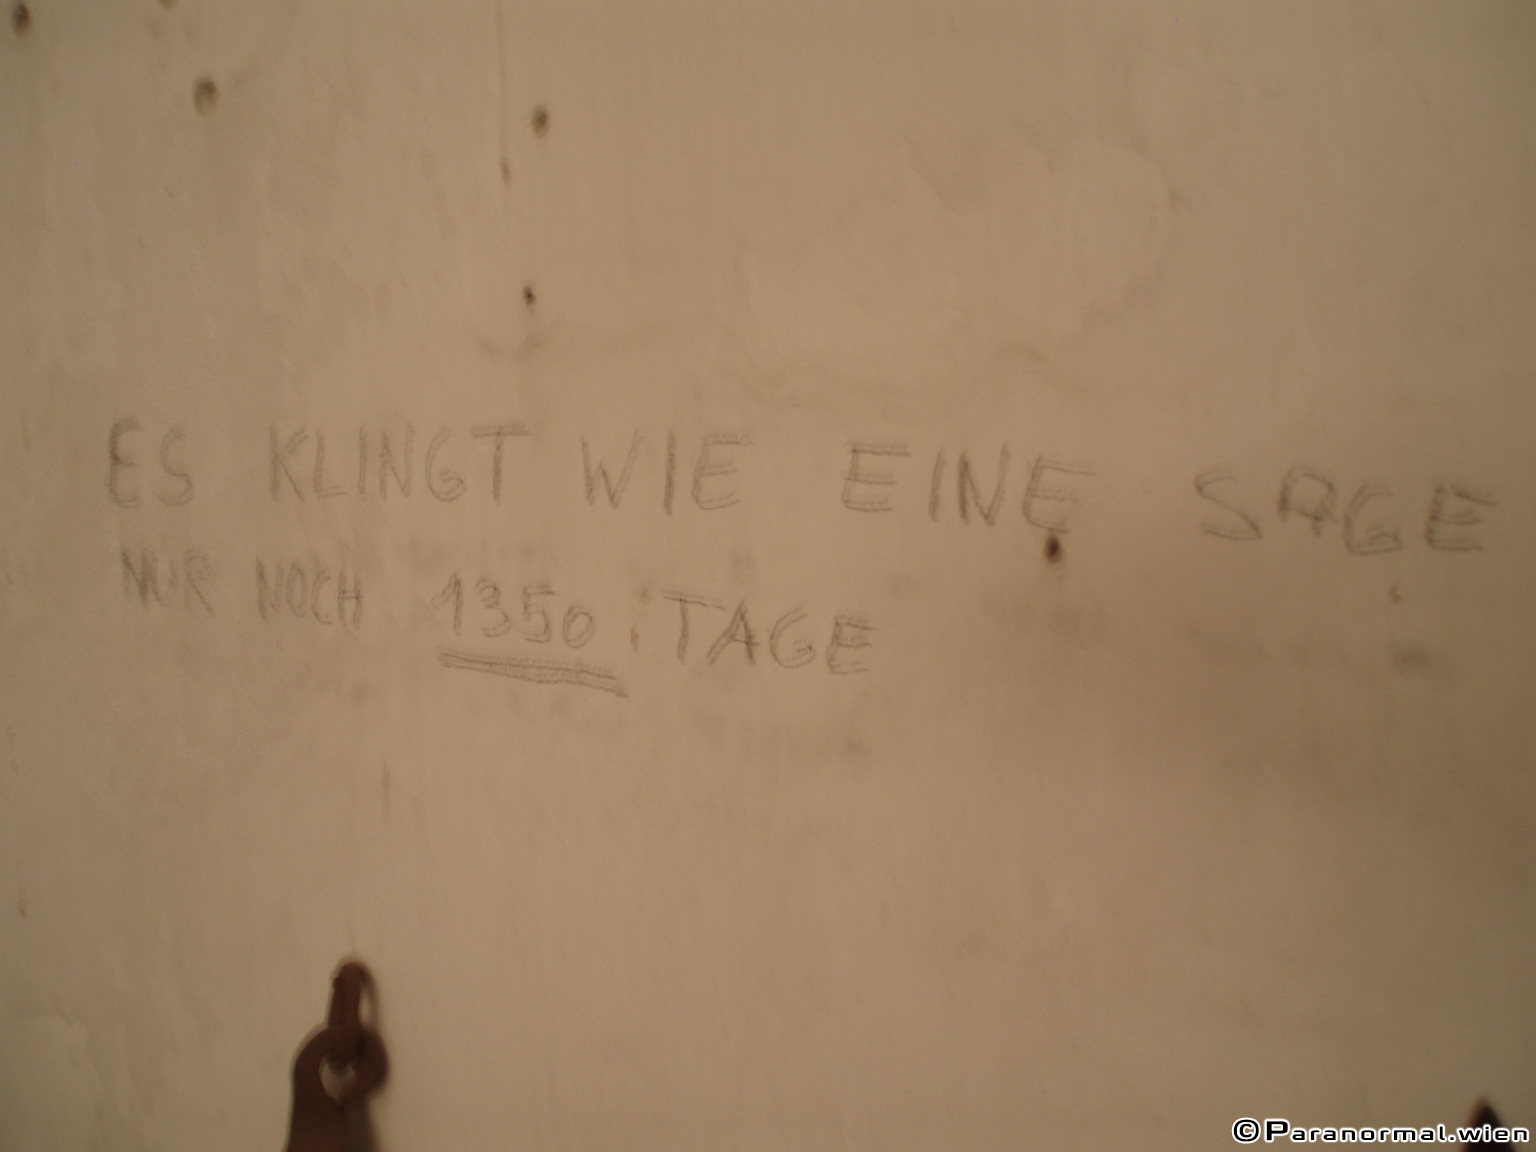 ES KLINGT WIE EINE SAGE
NUR NOCH 1350 TAGE
©Paranormal.wien